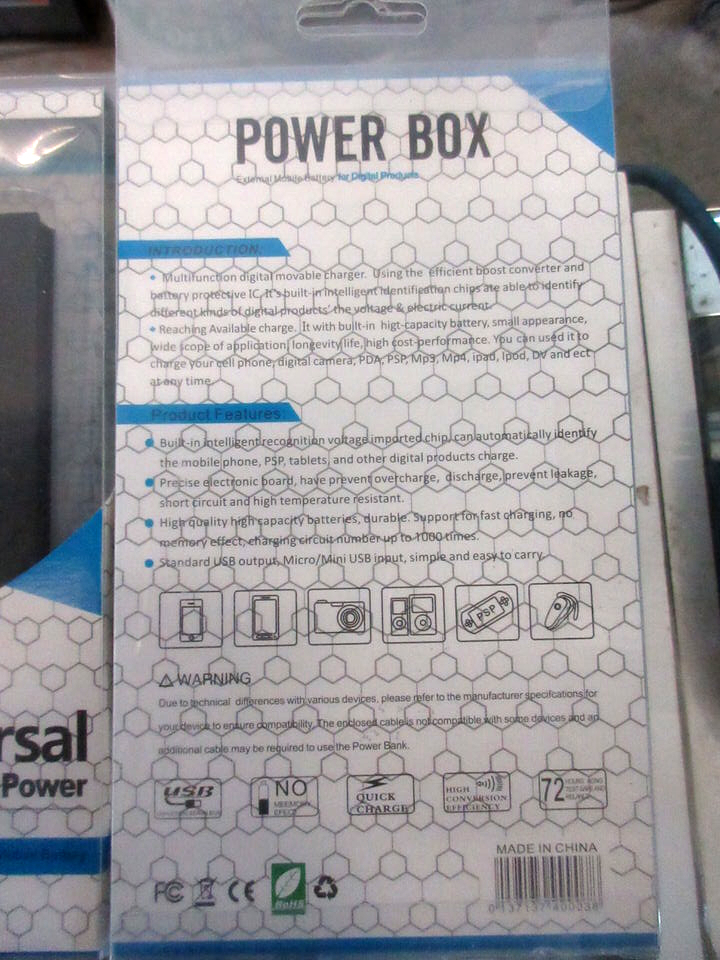 POWER BOX
External Mobile Battery for Digital Products
INTRODUCTION:
Multifunction digital movable charger. Using the efficient boost converter and
battery protective IC, It's built-in intelligent identification chips are able to identify
different kinds of digital products' the voltage & electric current.
Reaching Available charge. It with built-in higt-capacity battery, small appearance,
wide scope of application, longevity life, high cost-performance. You can used it to
charge your cell phone, digital camera, PDA, PSP, Mp3, Mp4, ipad, Ipod, DV and ect
at any time.
Product Features:
Built-in intelligent recognition voltage imported chip, can automatically identify
the mobile phone, PSP, tablets, and other digital products charge.
Precise electronic board, have prevent overcharge, discharge, prevent leakage,
short circuit and high temperature resistant.
High quality high capacity batteries, durable. Support for fast charging, no
memory effect, charging circuit number up to 1000 times.
Standard USB output, Micro/Mini USB input, simple and easy to carry
PSP
WARNING
Due to technical differences with various devices, please refer to the manufacturer specifcations for
your device to ensure compatibility. The enclosed cable is not compatible with some devices and an
additional cable may be required to use the Power Bank.
rsal
-Power
USB
NO
EFFECT
QUICK
CHARGE
HIGH
CONVERSION
EFFICIENCY
72
HOURS
MADE IN CHINA
FC CE
RoHS